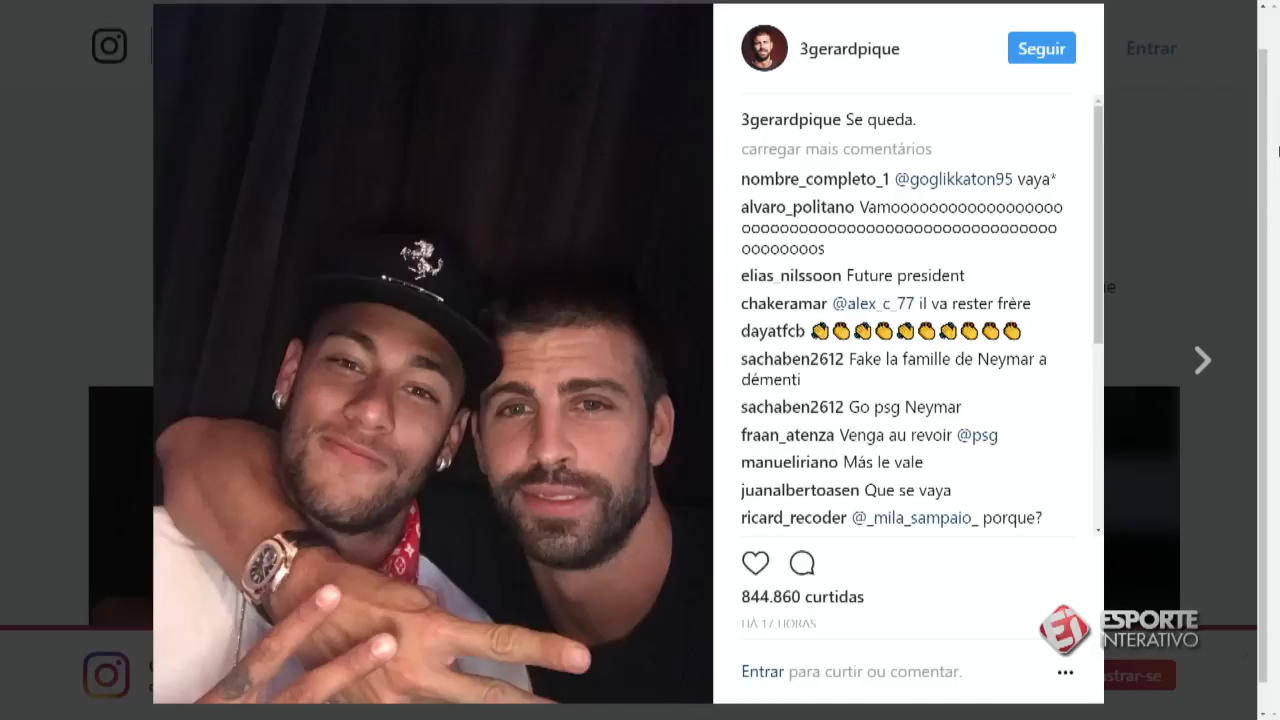 3gerardpique
Seguir
Entrar
3gerardpique Se queda.
carregar mais comentários
nombre_completo_1 @goglikkaton95 vaya*
alvaro_politano Vamoooooooooooooooooo
ooooooooooooooooooooooooooooooooo
ooooooooos
elias_nilssoon Future president
chakeramar @alex_c_77 il va rester frère
dayatfcb 👏👏👏👏👏👏👏👏👏👏
sachaben2612 Fake la famille de Neymar a
démenti
sachaben2612 Go psg Neymar
fraan_atenza Venga au revoir @psg
manueliriano Más le vale
juanalbertoasen Que se vaya
ricard_recoder @_mila_sampaio_ porque?
844.860 curtidas
HÁ 17 HORAS
Entrar para curtir ou comentar.
EI ESPORTE
INTERATIVO